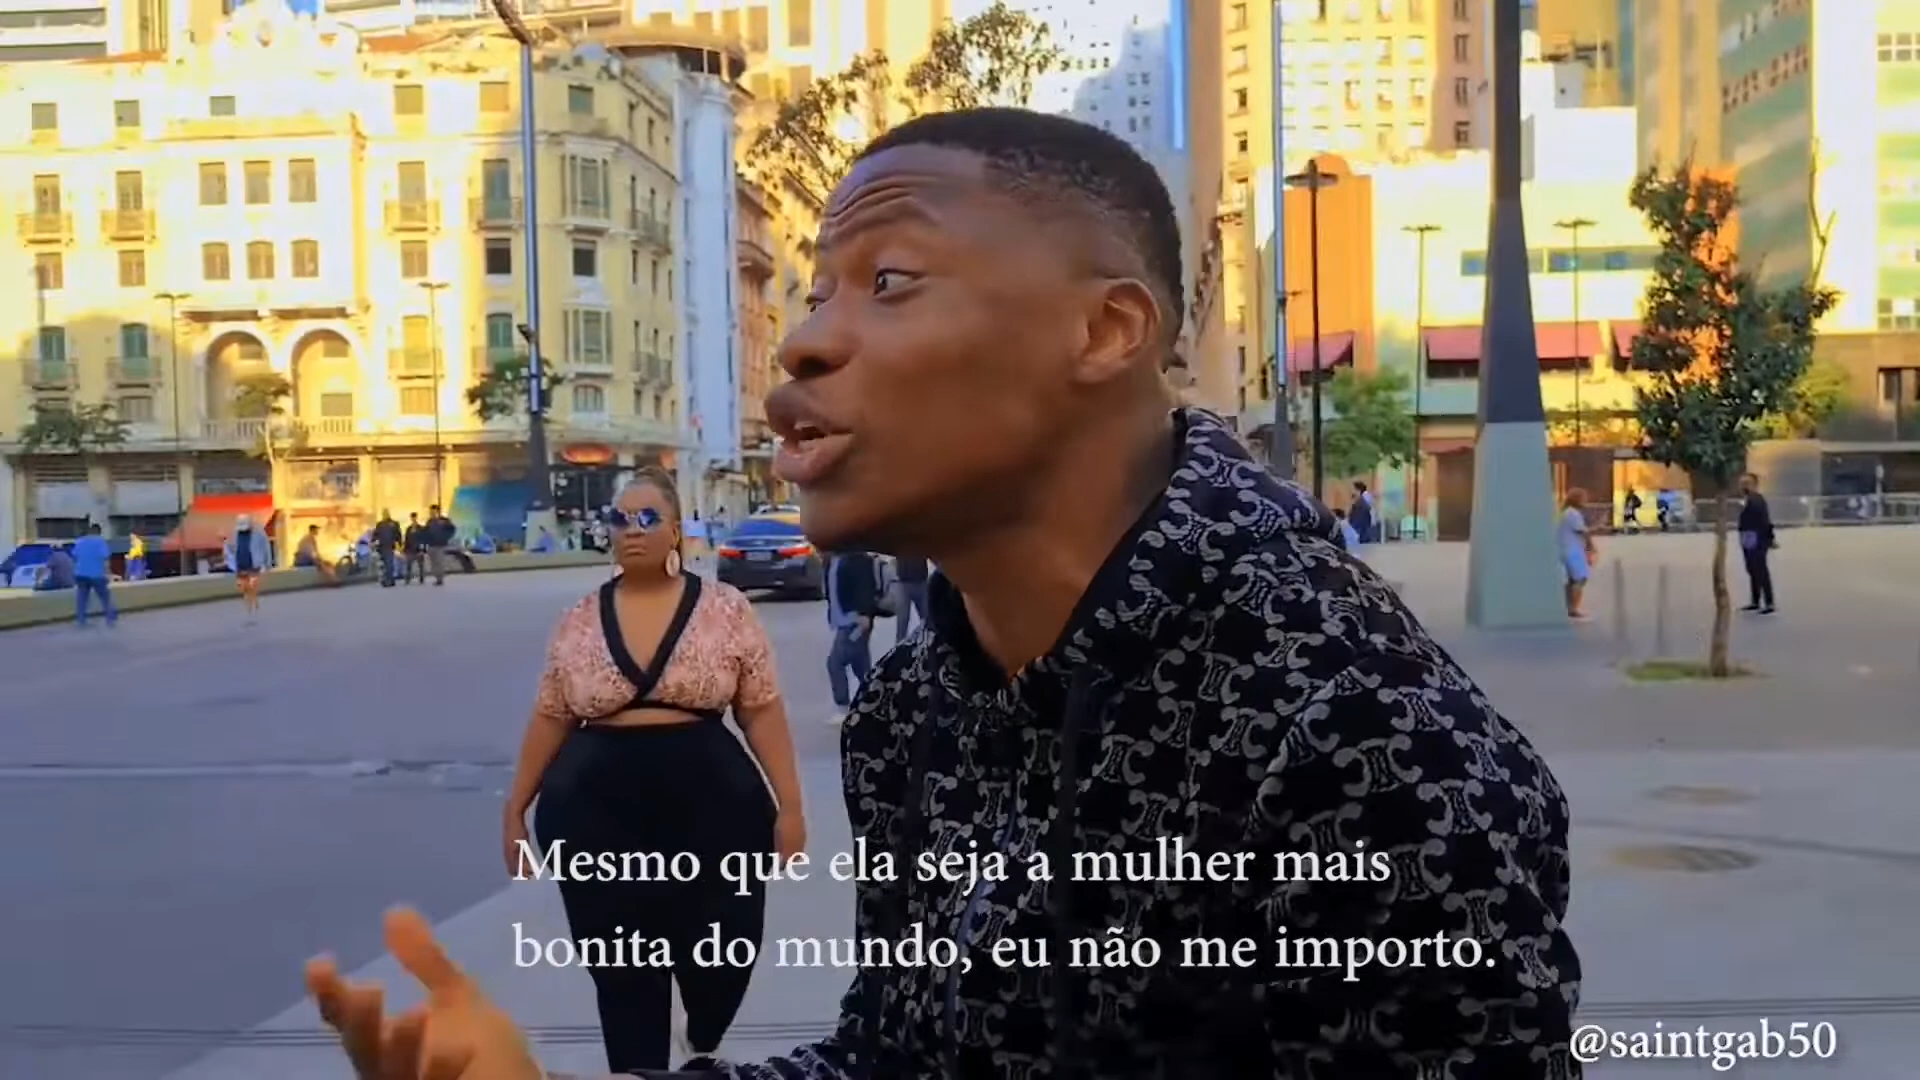 Mesmo que ela seja a mulher mais
bonita do mundo, eu não me importo.
@saintgab50